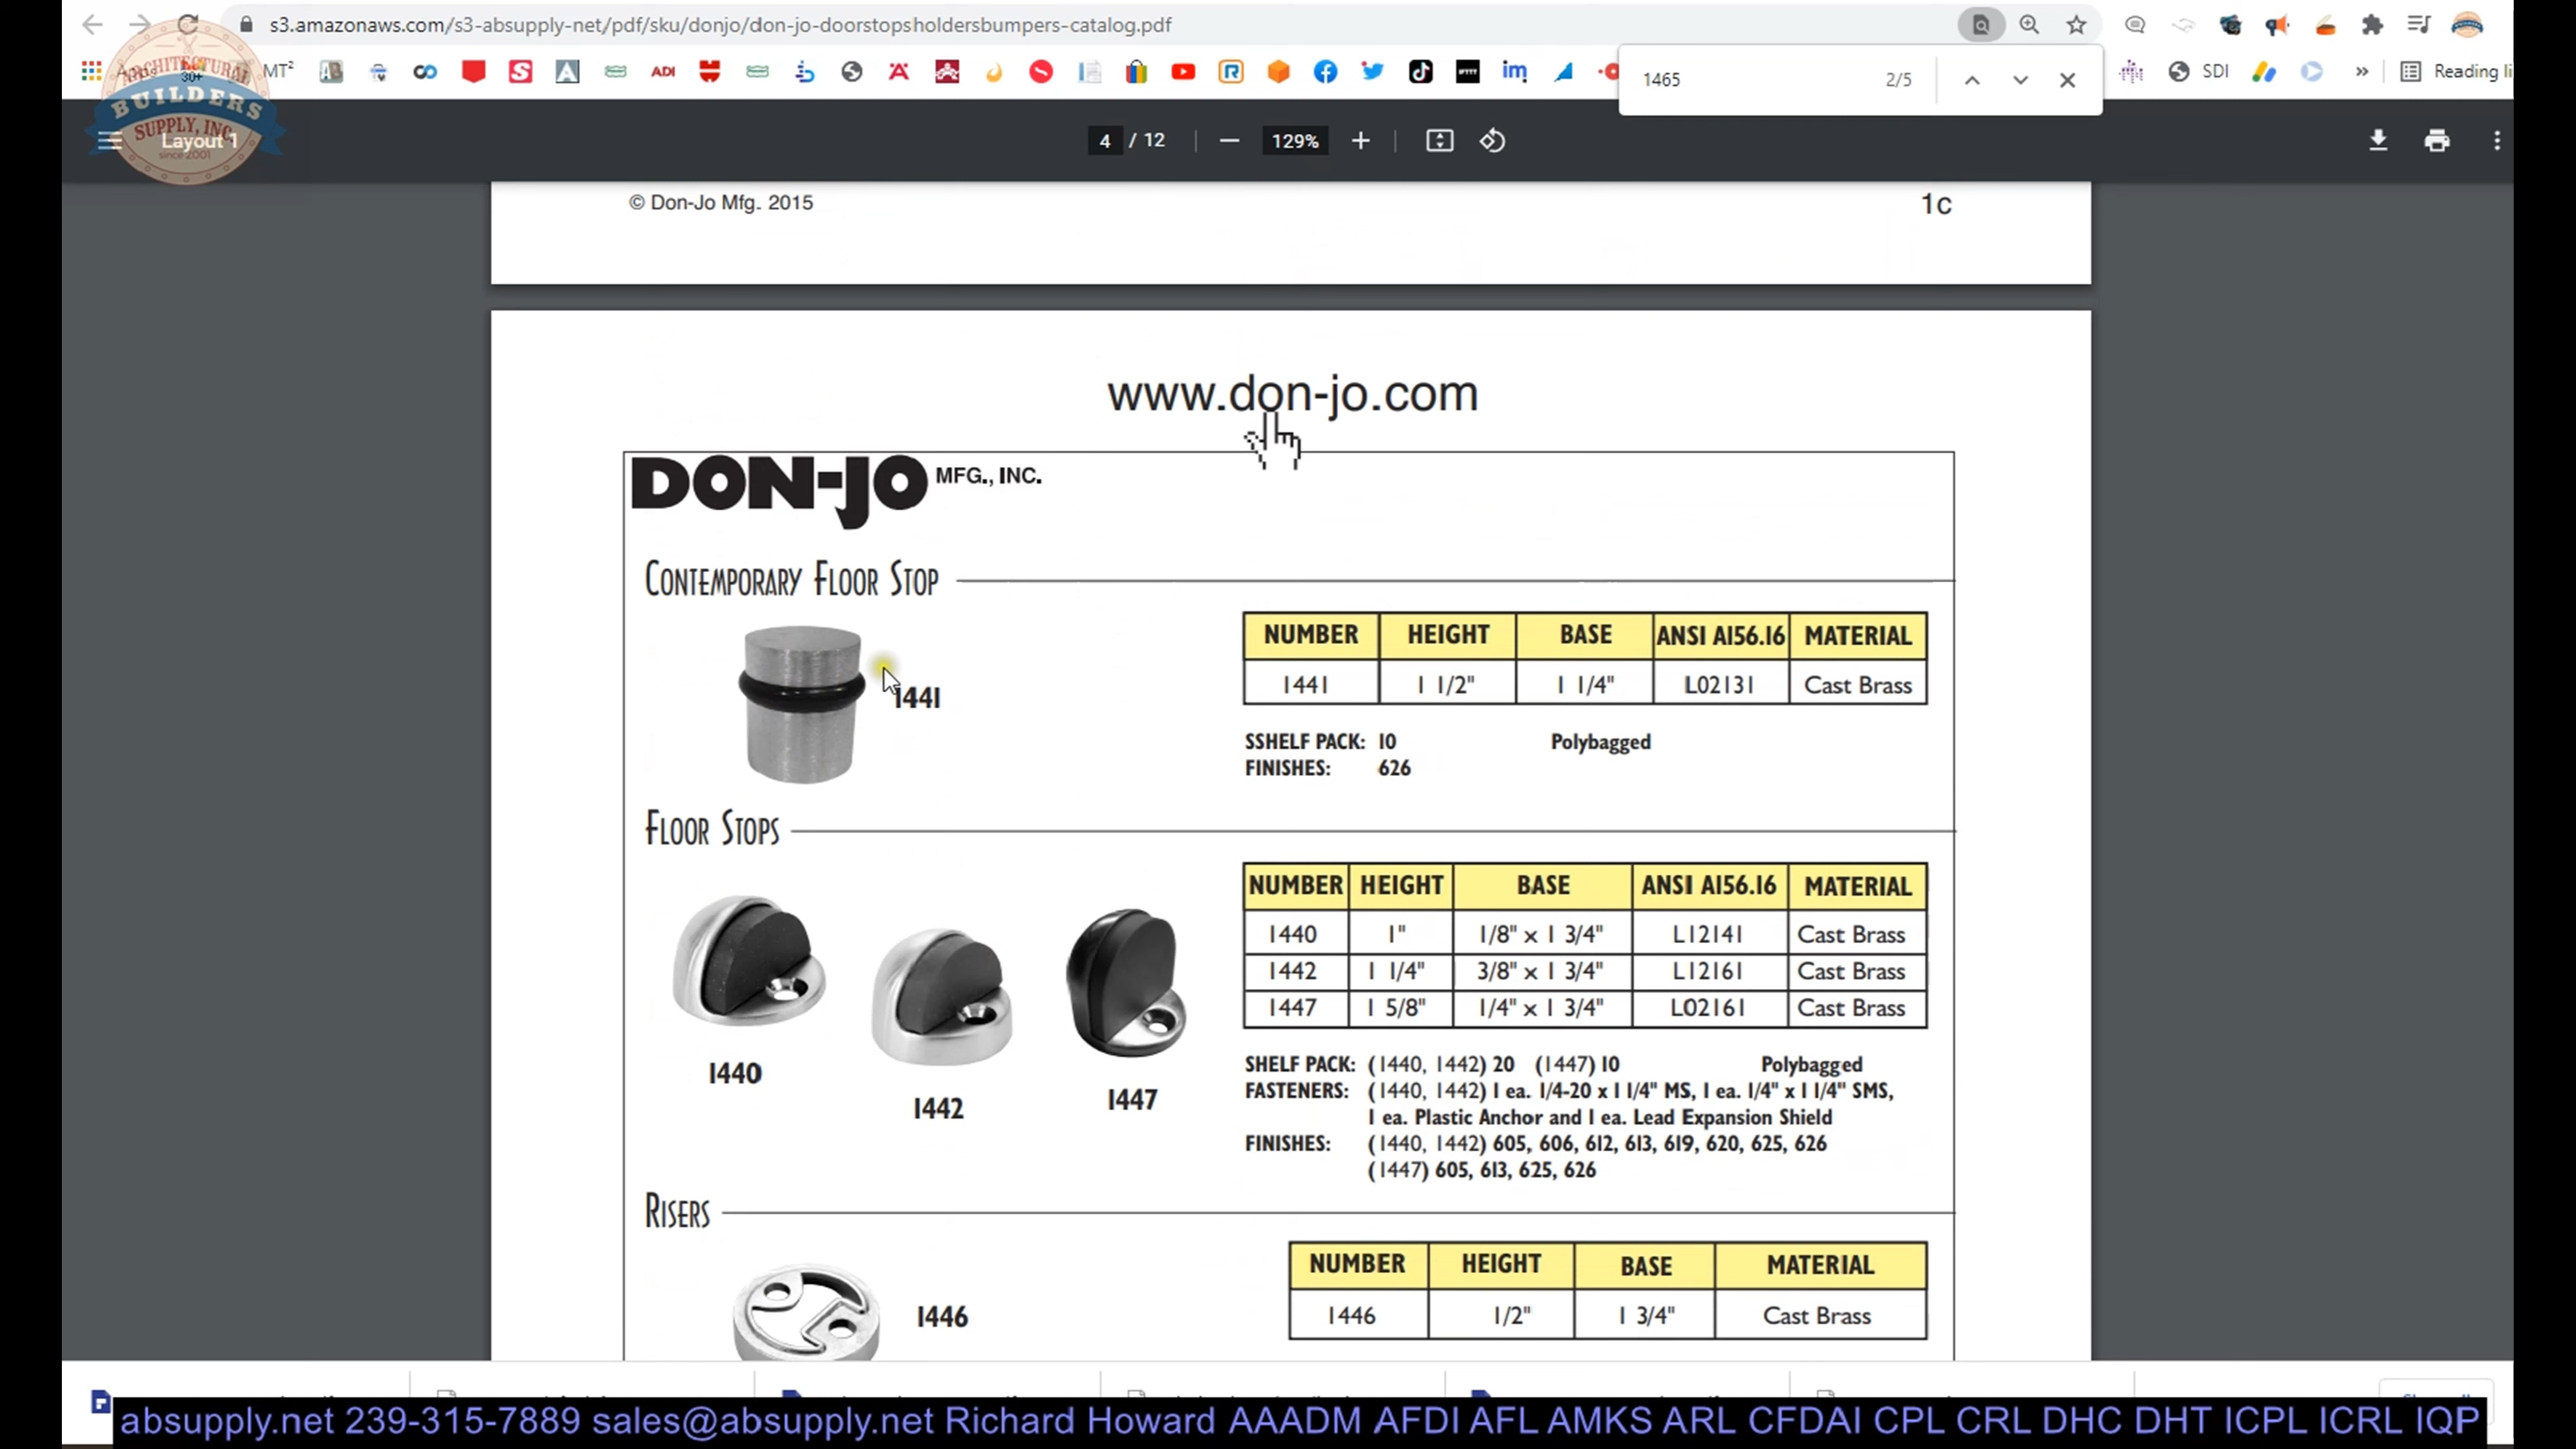 s3.amazonaws.com/s3-absupply-net/pdf/sku/donjo/don-jo-doorstopsholdersbumpers-catalog.pdf
30+
MT²
ADI
im
1465 2/5
SDI
»
Reading li
ARCHITECTURAL
BUILDERS
SUPPLY, INC.
since 2001
Layout 1
4 / 12
129%
© Don-Jo Mfg. 2015
1c
www.don-jo.com
DON-JO MFG., INC.
CONTEMPORARY FLOOR STOP
1441
NUMBER HEIGHT BASE ANSI A156.16 MATERIAL
1441 1 1/2" 1 1/4" L02131 Cast Brass
SSHELF PACK: 10 Polybagged
FINISHES: 626
FLOOR STOPS
1440
1442
1447
NUMBER HEIGHT BASE ANSI A156.16 MATERIAL
1440 1" 1/8" x 1 3/4" L12141 Cast Brass
1442 1 1/4" 3/8" x 1 3/4" L12161 Cast Brass
1447 1 5/8" 1/4" x 1 3/4" L02161 Cast Brass
SHELF PACK: (1440, 1442) 20 (1447) 10 Polybagged
FASTENERS: (1440, 1442) 1 ea. 1/4-20 x 1 1/4" MS, 1 ea. 1/4" x 1 1/4" SMS,
1 ea. Plastic Anchor and 1 ea. Lead Expansion Shield
FINISHES: (1440, 1442) 605, 606, 612, 613, 619, 620, 625, 626
(1447) 605, 613, 625, 626
RISERS
1446
NUMBER HEIGHT BASE MATERIAL
1446 1/2" 1 3/4" Cast Brass
absupply.net 239-315-7889 sales@absupply.net Richard Howard AAADM AFDI AFL AMKS ARL CFDAI CPL CRL DHC DHT ICPL ICRL IQP